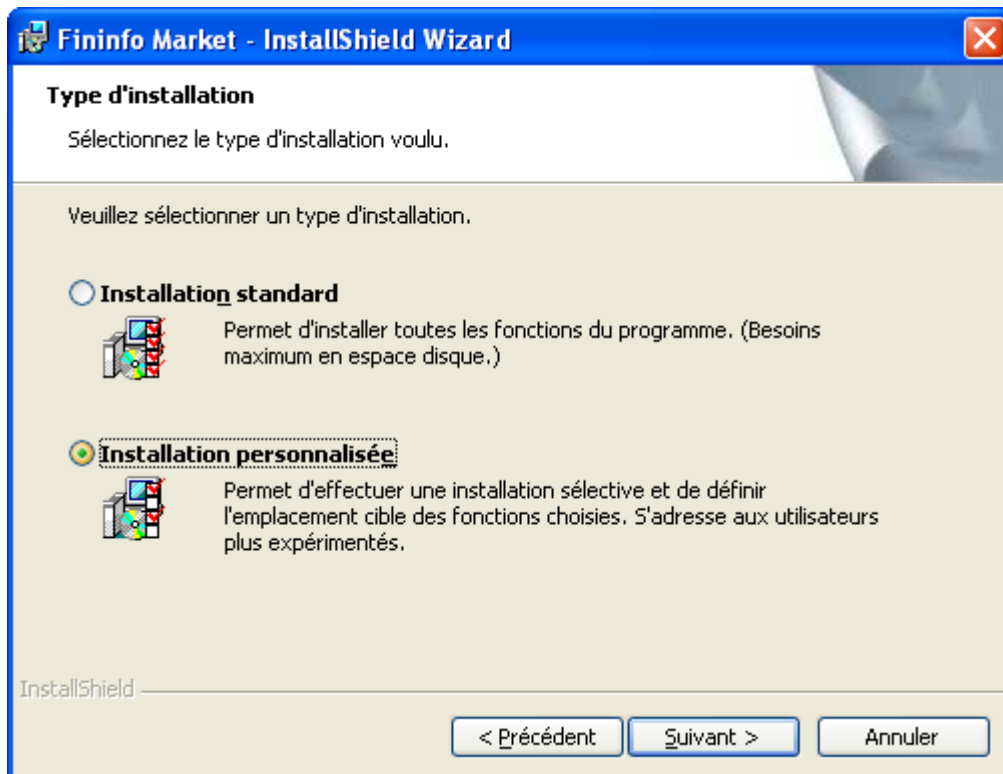 Fininfo Market - InstallShield Wizard
Type d'installation
Sélectionnez le type d'installation voulu.
Veuillez sélectionner un type d'installation.
Installation standard
Permet d'installer toutes les fonctions du programme. (Besoins
maximum en espace disque.)
Installation personnalisée
Permet d'effectuer une installation sélective et de définir
l'emplacement cible des fonctions choisies. S'adresse aux utilisateurs
plus expérimentés.
InstallShield
< Précédent
Suivant >
Annuler